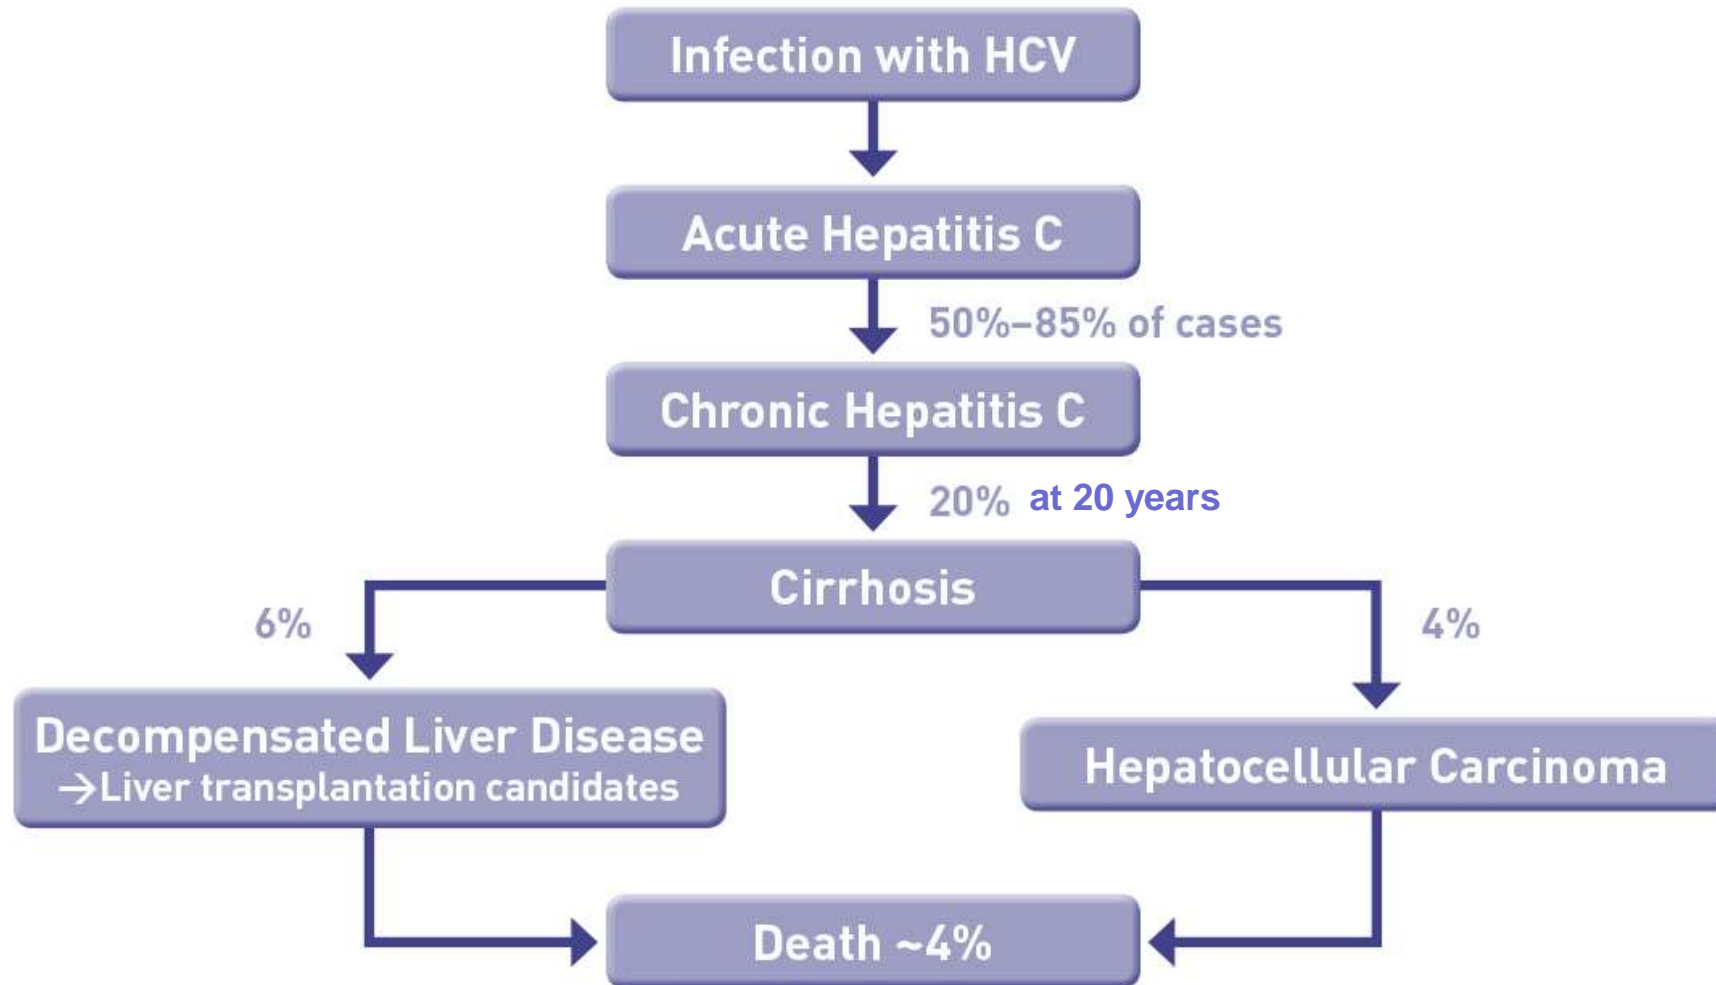 Infection with HCV
Acute Hepatitis C
50%–85% of cases
Chronic Hepatitis C
20% at 20 years
Cirrhosis
6%
4%
Decompensated Liver Disease
→Liver transplantation candidates
Hepatocellular Carcinoma
Death ~4%